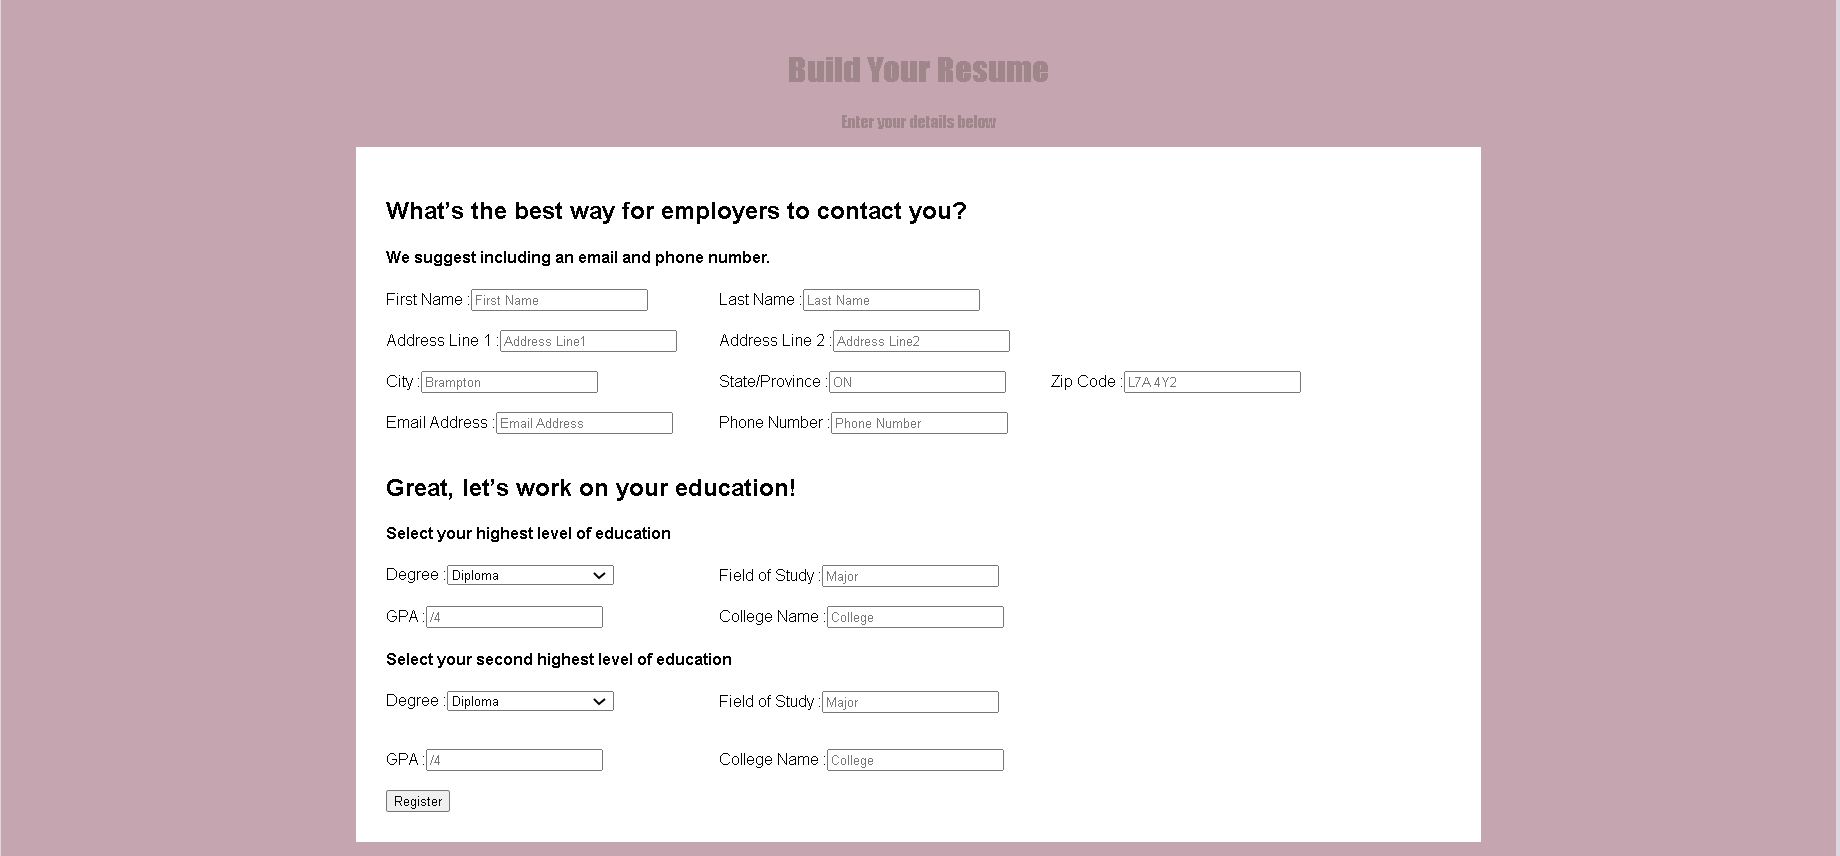 Build Your Resume
Enter your details below
What's the best way for employers to contact you?
We suggest including an email and phone number.
First Name : First Name Last Name : Last Name
Address Line 1 : Address Line1 Address Line 2 : Address Line2
City : Brampton State/Province : ON Zip Code : L7A 4Y2
Email Address : Email Address Phone Number : Phone Number
Great, let's work on your education!
Select your highest level of education
Degree : Diploma Field of Study : Major
GPA : /4 College Name : College
Select your second highest level of education
Degree : Diploma Field of Study : Major
GPA : /4 College Name : College
Register